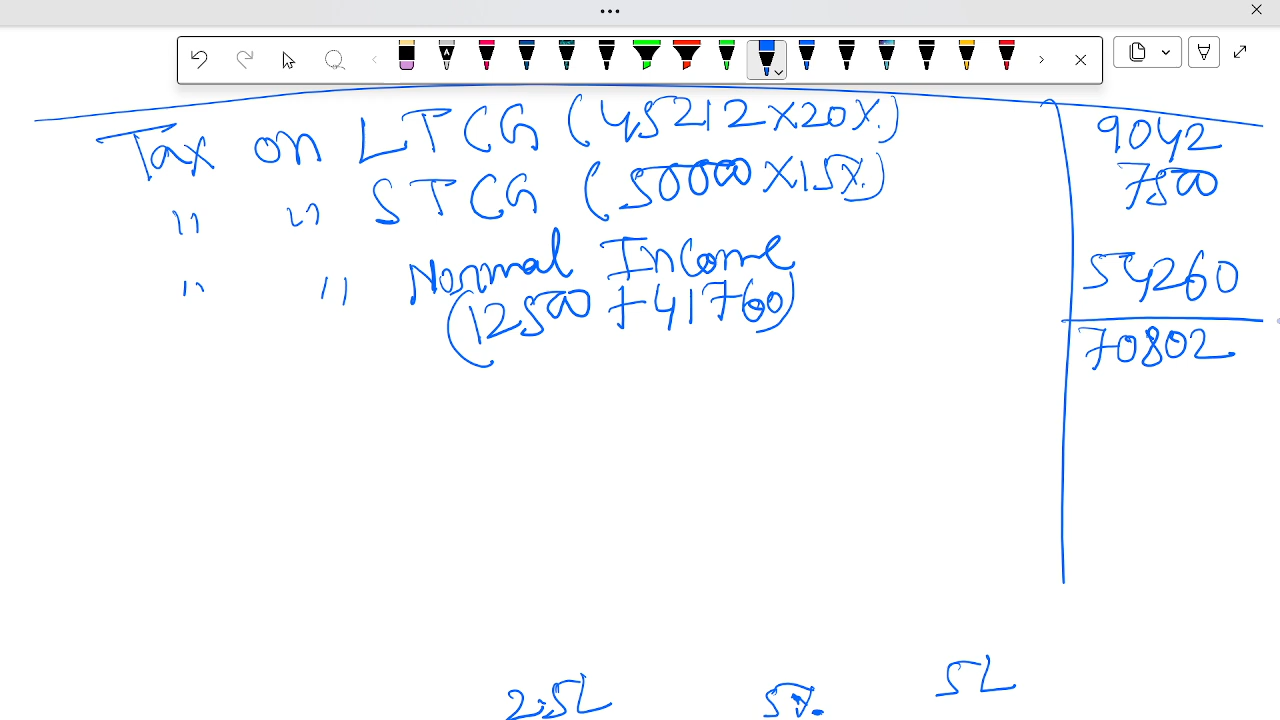 Tax on LTCG (45212×20%) 9042
" " STCG (50000×15%) 7500
" " Normal Income 54260
(12500+41760)
70802
2.5L 5% 5L